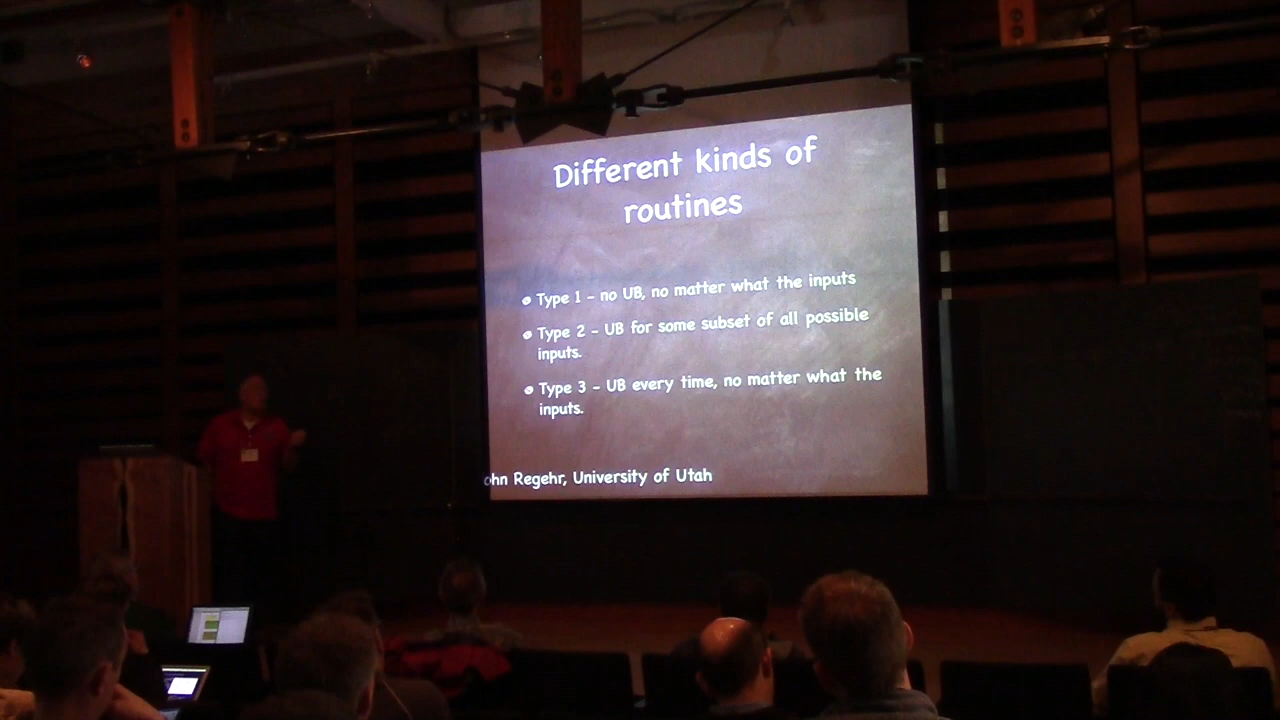 Different kinds of
routines
Type 1 - no UB, no matter what the inputs
Type 2 - UB for some subset of all possible
inputs.
Type 3 - UB every time, no matter what the
inputs.
ohn Regehr, University of Utah